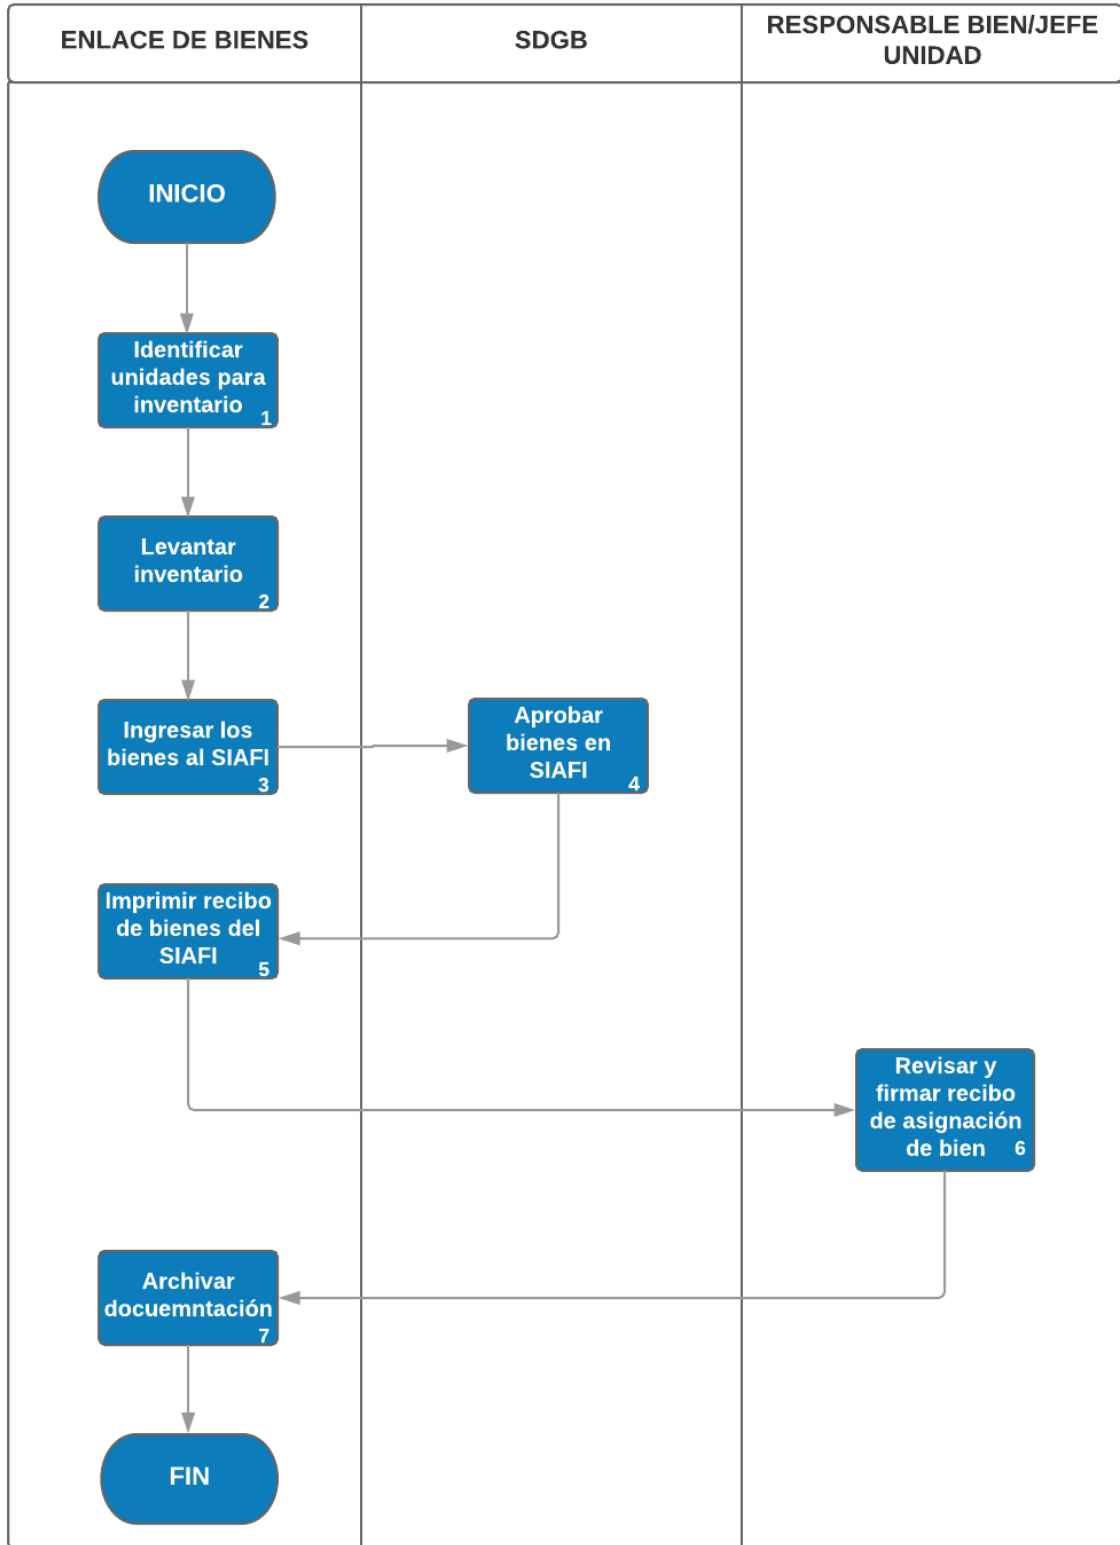 ENLACE DE BIENES
SDGB
RESPONSABLE BIEN/JEFE
UNIDAD
INICIO
Identificar
unidades para
inventario
1
Levantar
inventario
2
Ingresar los
bienes al SIAFI
3
Aprobar
bienes en
SIAFI
4
Imprimir recibo
de bienes del
SIAFI
5
Revisar y
firmar recibo
de asignación
de bien 6
Archivar
docuemntación
7
FIN